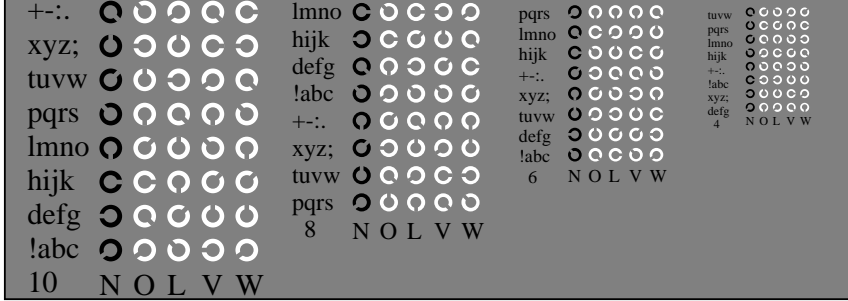 +-:.
xyz;
tuvw
pqrs
lmno
hijk
defg
!abc
10 N O L V W
lmno
hijk
defg
!abc
+-:.
xyz;
tuvw
pqrs
8 N O L V W
pqrs
lmno
hijk
+-:.
xyz;
tuvw
defg
!abc
6 N O L V W
tuvw
pqrs
lmno
hijk
+-:.
!abc
xyz;
defg
4 N O L V W